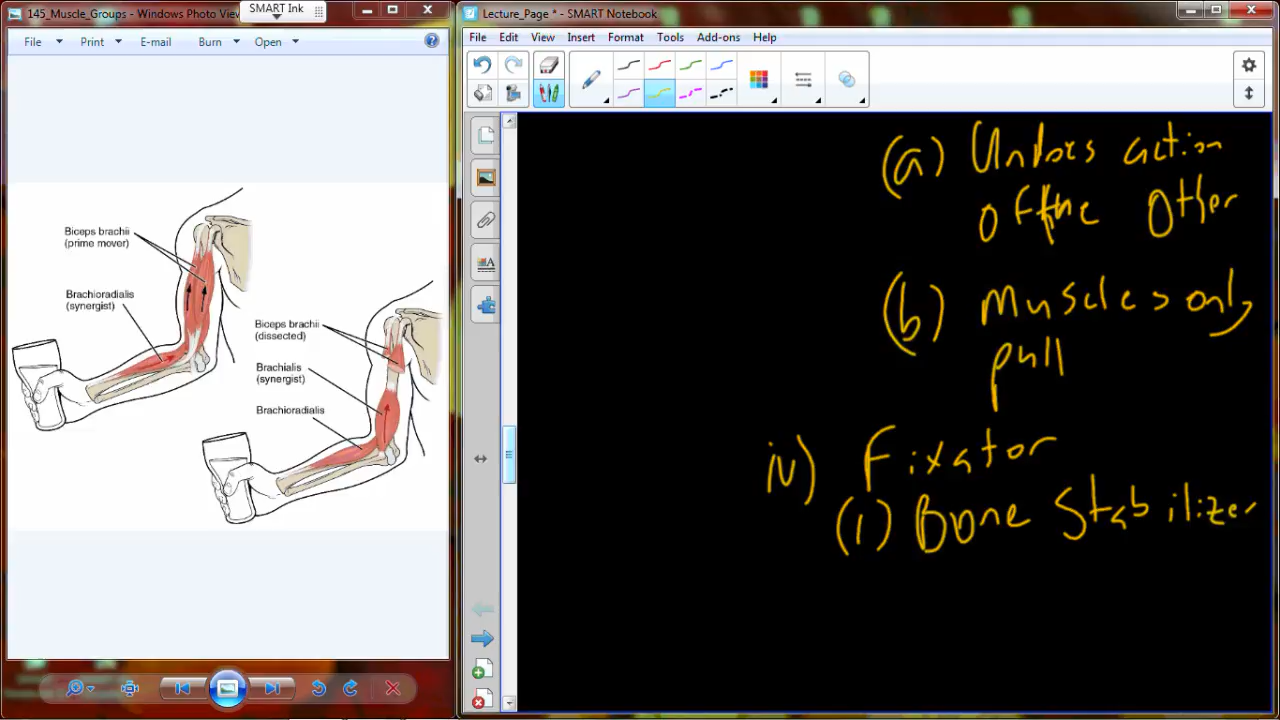 145_Muscle_Groups - Windows Photo View
SMART Ink
File Print E-mail Burn Open
Biceps brachii
(prime mover)
Brachioradialis
(synergist)
Biceps brachii
(dissected)
Brachialis
(synergist)
Brachioradialis
Lecture_Page * - SMART Notebook
File Edit View Insert Format Tools Add-ons Help
(a) Undoes action
of the Other
(b) Muscles only
pull
iv) Fixator
(1) Bone Stabilizer